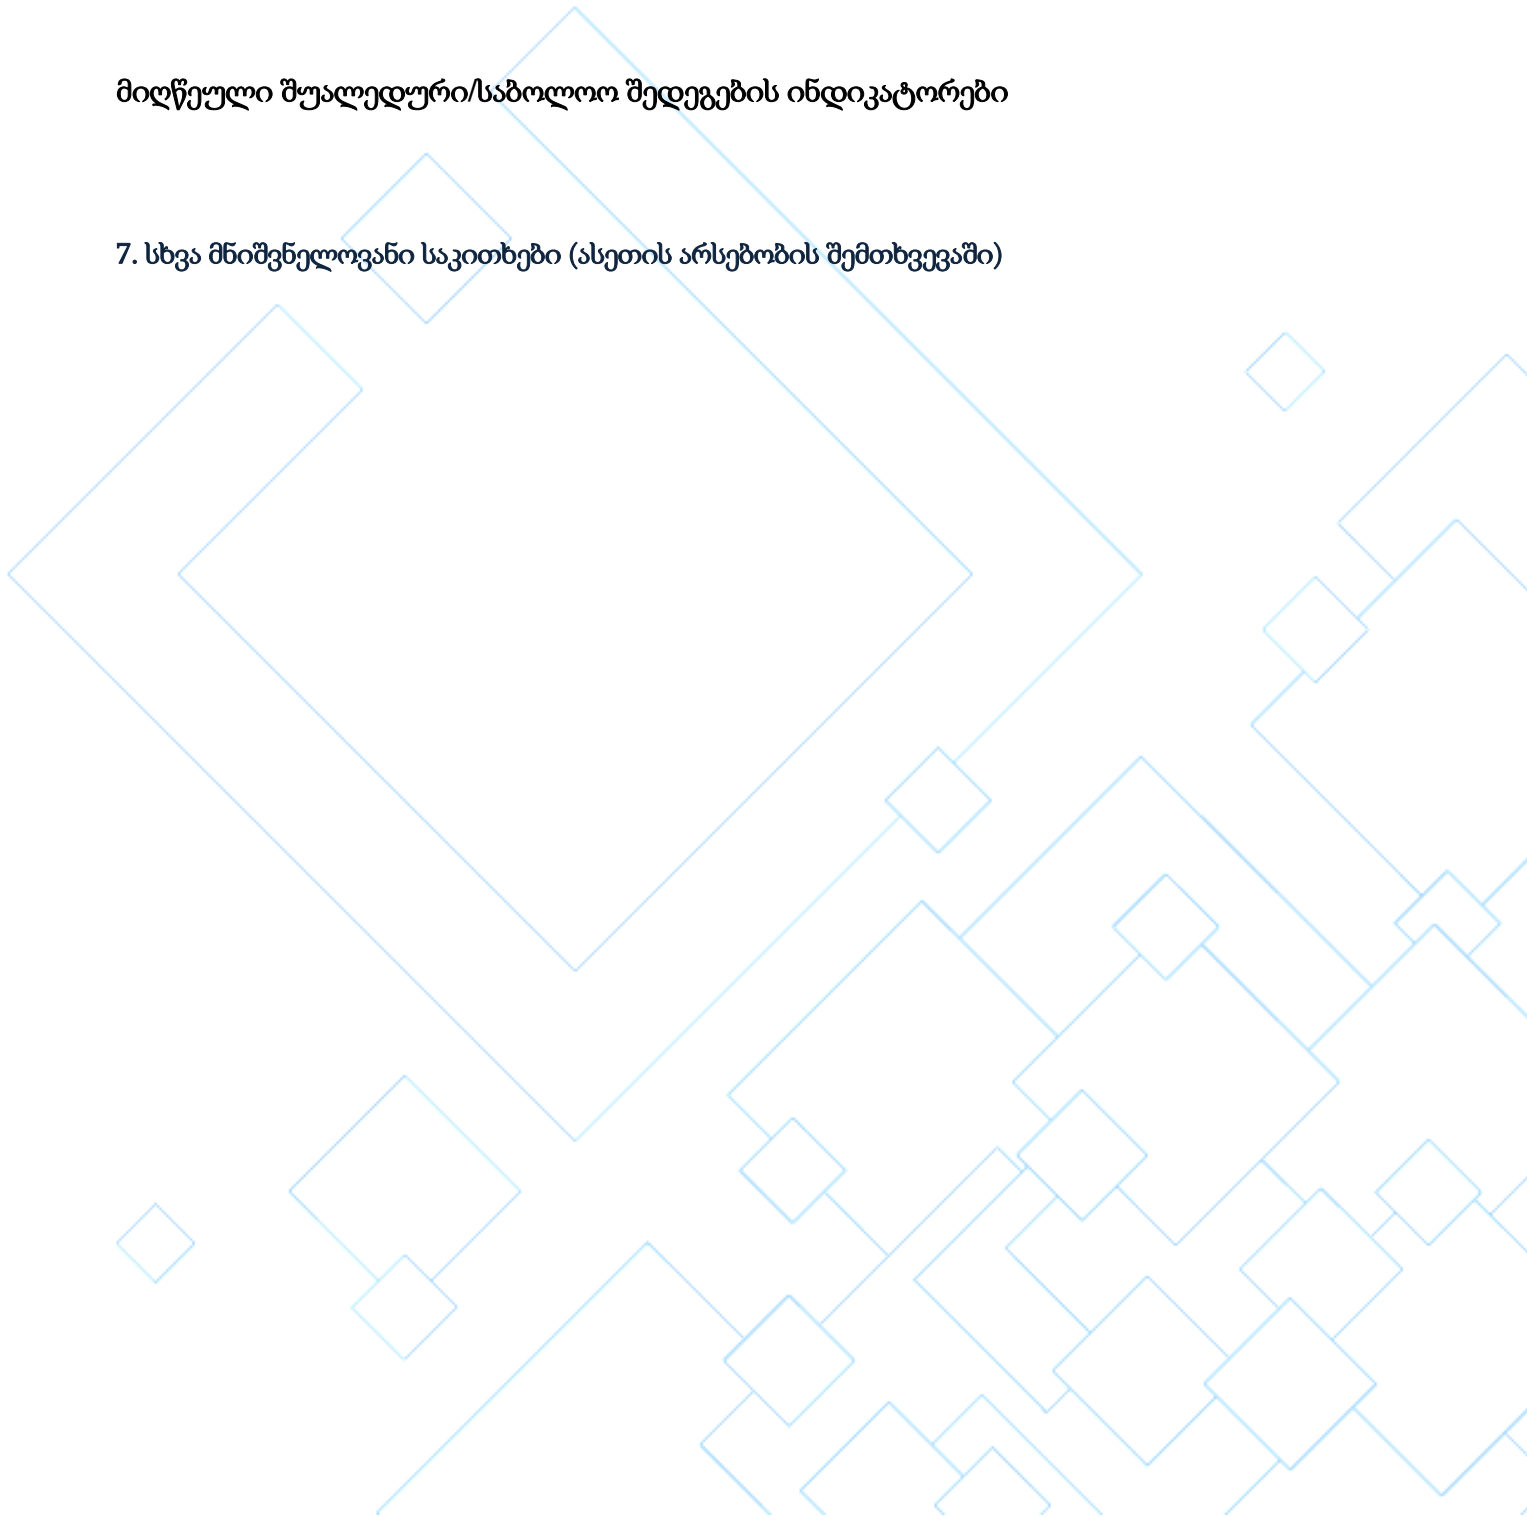 მიღწეული შუალედური/საბოლოო შედეგების ინდიკატორები
7. სხვა მნიშვნელოვანი საკითხები (ასეთის არსებობის შემთხვევაში)